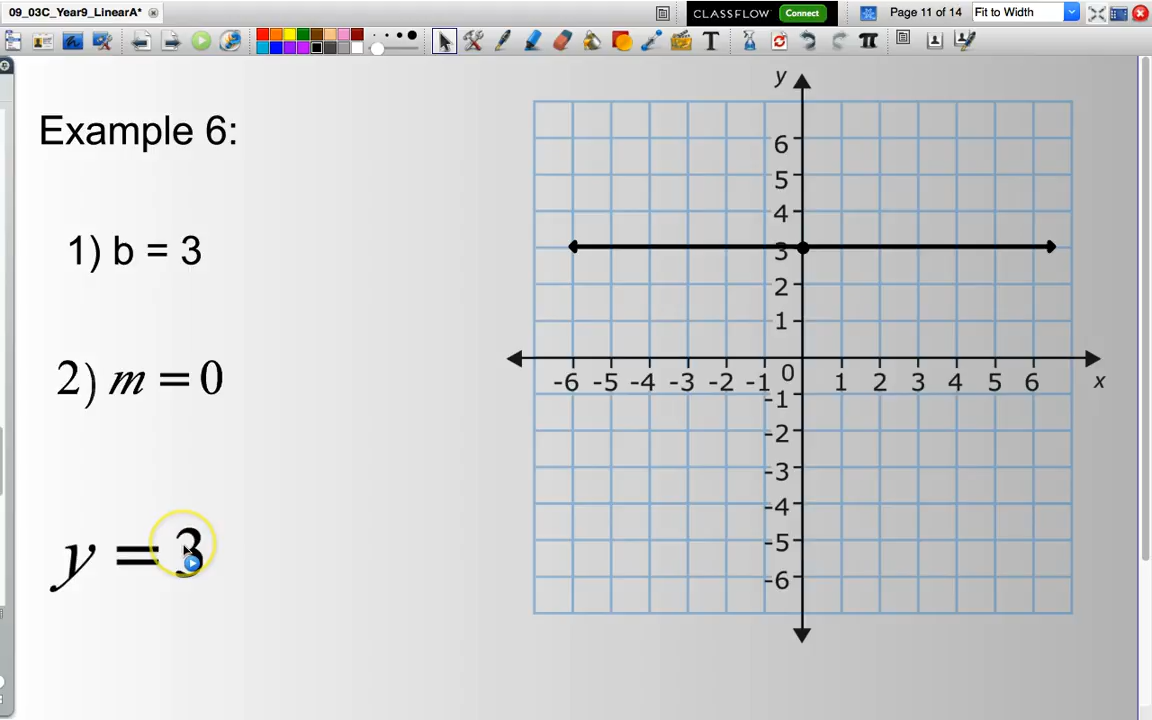 09_03C_Year9_LinearA*
CLASSFLOW Connect
Page 11 of 14
Fit to Width
Example 6:
1) b = 3
2) m = 0
y = 3
y
6
5
4
3
2
1
-6 -5 -4 -3 -2 -1 0 1 2 3 4 5 6 x
-1
-2
-3
-4
-5
-6